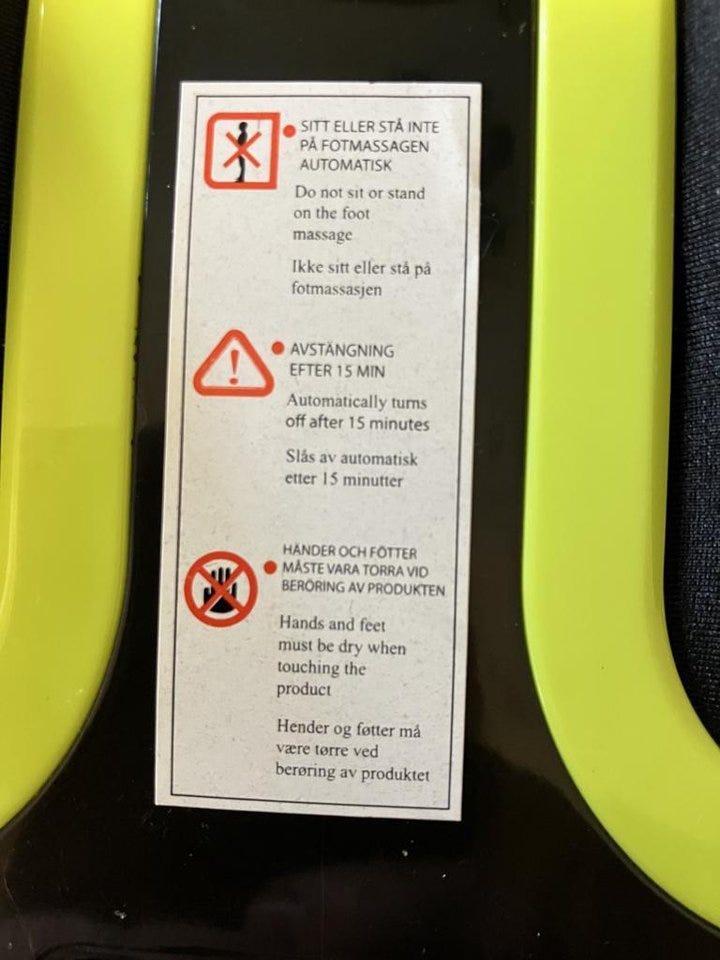 SITT ELLER STÅ INTE
PÅ FOTMASSAGEN
AUTOMATISK
Do not sit or stand
on the foot
massage
Ikke sitt eller stå på
fotmassasjen
AVSTÄNGNING
EFTER 15 MIN
Automatically turns
off after 15 minutes
Slås av automatisk
etter 15 minutter
HÄNDER OCH FÖTTER
MÅSTE VARA TORRA VID
BERÖRING AV PRODUKTEN
Hands and feet
must be dry when
touching the
product
Hender og føtter må
være tørre ved
berøring av produktet